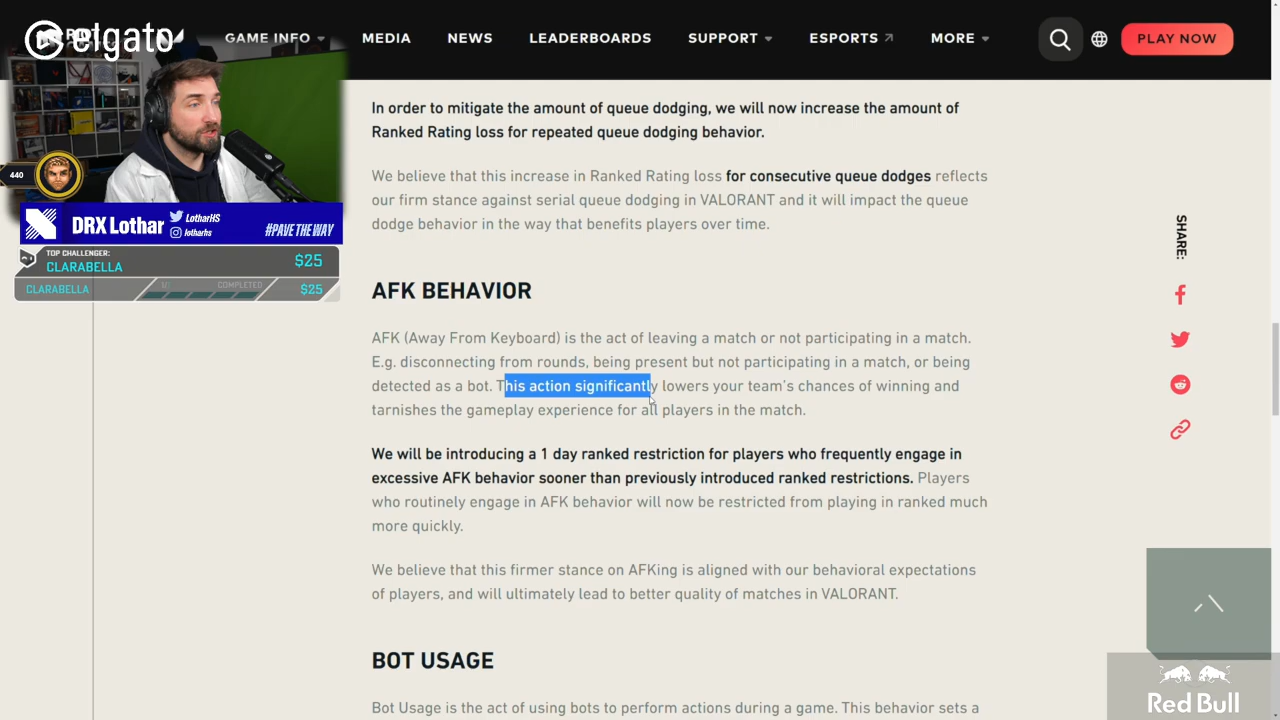 elgato
GAME INFO
MEDIA
NEWS
LEADERBOARDS
SUPPORT
ESPORTS
MORE
PLAY NOW
440
DRX Lothar
LotharHS
lotharhs
#PAVE THE WAY
TOP CHALLENGER:
CLARABELLA
$25
CLARABELLA
COMPLETED
$25
In order to mitigate the amount of queue dodging, we will now increase the amount of
Ranked Rating loss for repeated queue dodging behavior.
We believe that this increase in Ranked Rating loss for consecutive queue dodges reflects
our firm stance against serial queue dodging in VALORANT and it will impact the queue
dodge behavior in the way that benefits players over time.
AFK BEHAVIOR
AFK (Away From Keyboard) is the act of leaving a match or not participating in a match.
E.g. disconnecting from rounds, being present but not participating in a match, or being
detected as a bot. This action significantly lowers your team's chances of winning and
tarnishes the gameplay experience for all players in the match.
We will be introducing a 1 day ranked restriction for players who frequently engage in
excessive AFK behavior sooner than previously introduced ranked restrictions. Players
who routinely engage in AFK behavior will now be restricted from playing in ranked much
more quickly.
We believe that this firmer stance on AFKing is aligned with our behavioral expectations
of players, and will ultimately lead to better quality of matches in VALORANT.
BOT USAGE
Bot Usage is the act of using bots to perform actions during a game. This behavior sets a
SHARE:
Red Bull